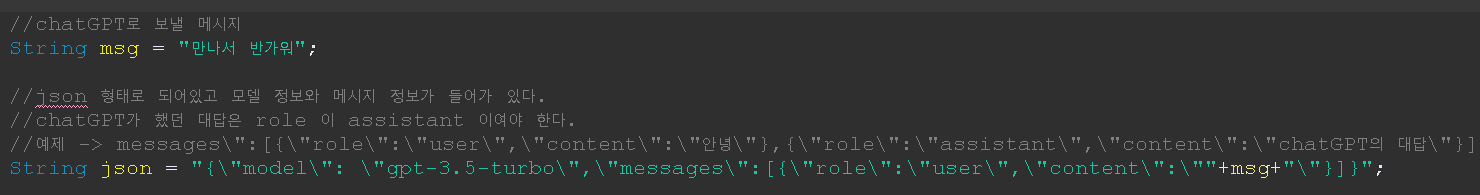 //chatGPT로 보낼 메시지
String msg = "만나서 반가워";
//json 형태로 되어있고 모델 정보와 메시지 정보가 들어가 있다.
//chatGPT가 했던 대답은 role 이 assistant 이여야 한다.
//예제 -> messages\":[{\"role\":\"user\",\"content\":\"안녕\"},{\"role\":\"assistant\",\"content\":\"chatGPT의 대답\"}]
String json = "{\"model\": \"gpt-3.5-turbo\",\"messages\":[{\"role\":\"user\",\"content\":\""+msg+"\"}]}";